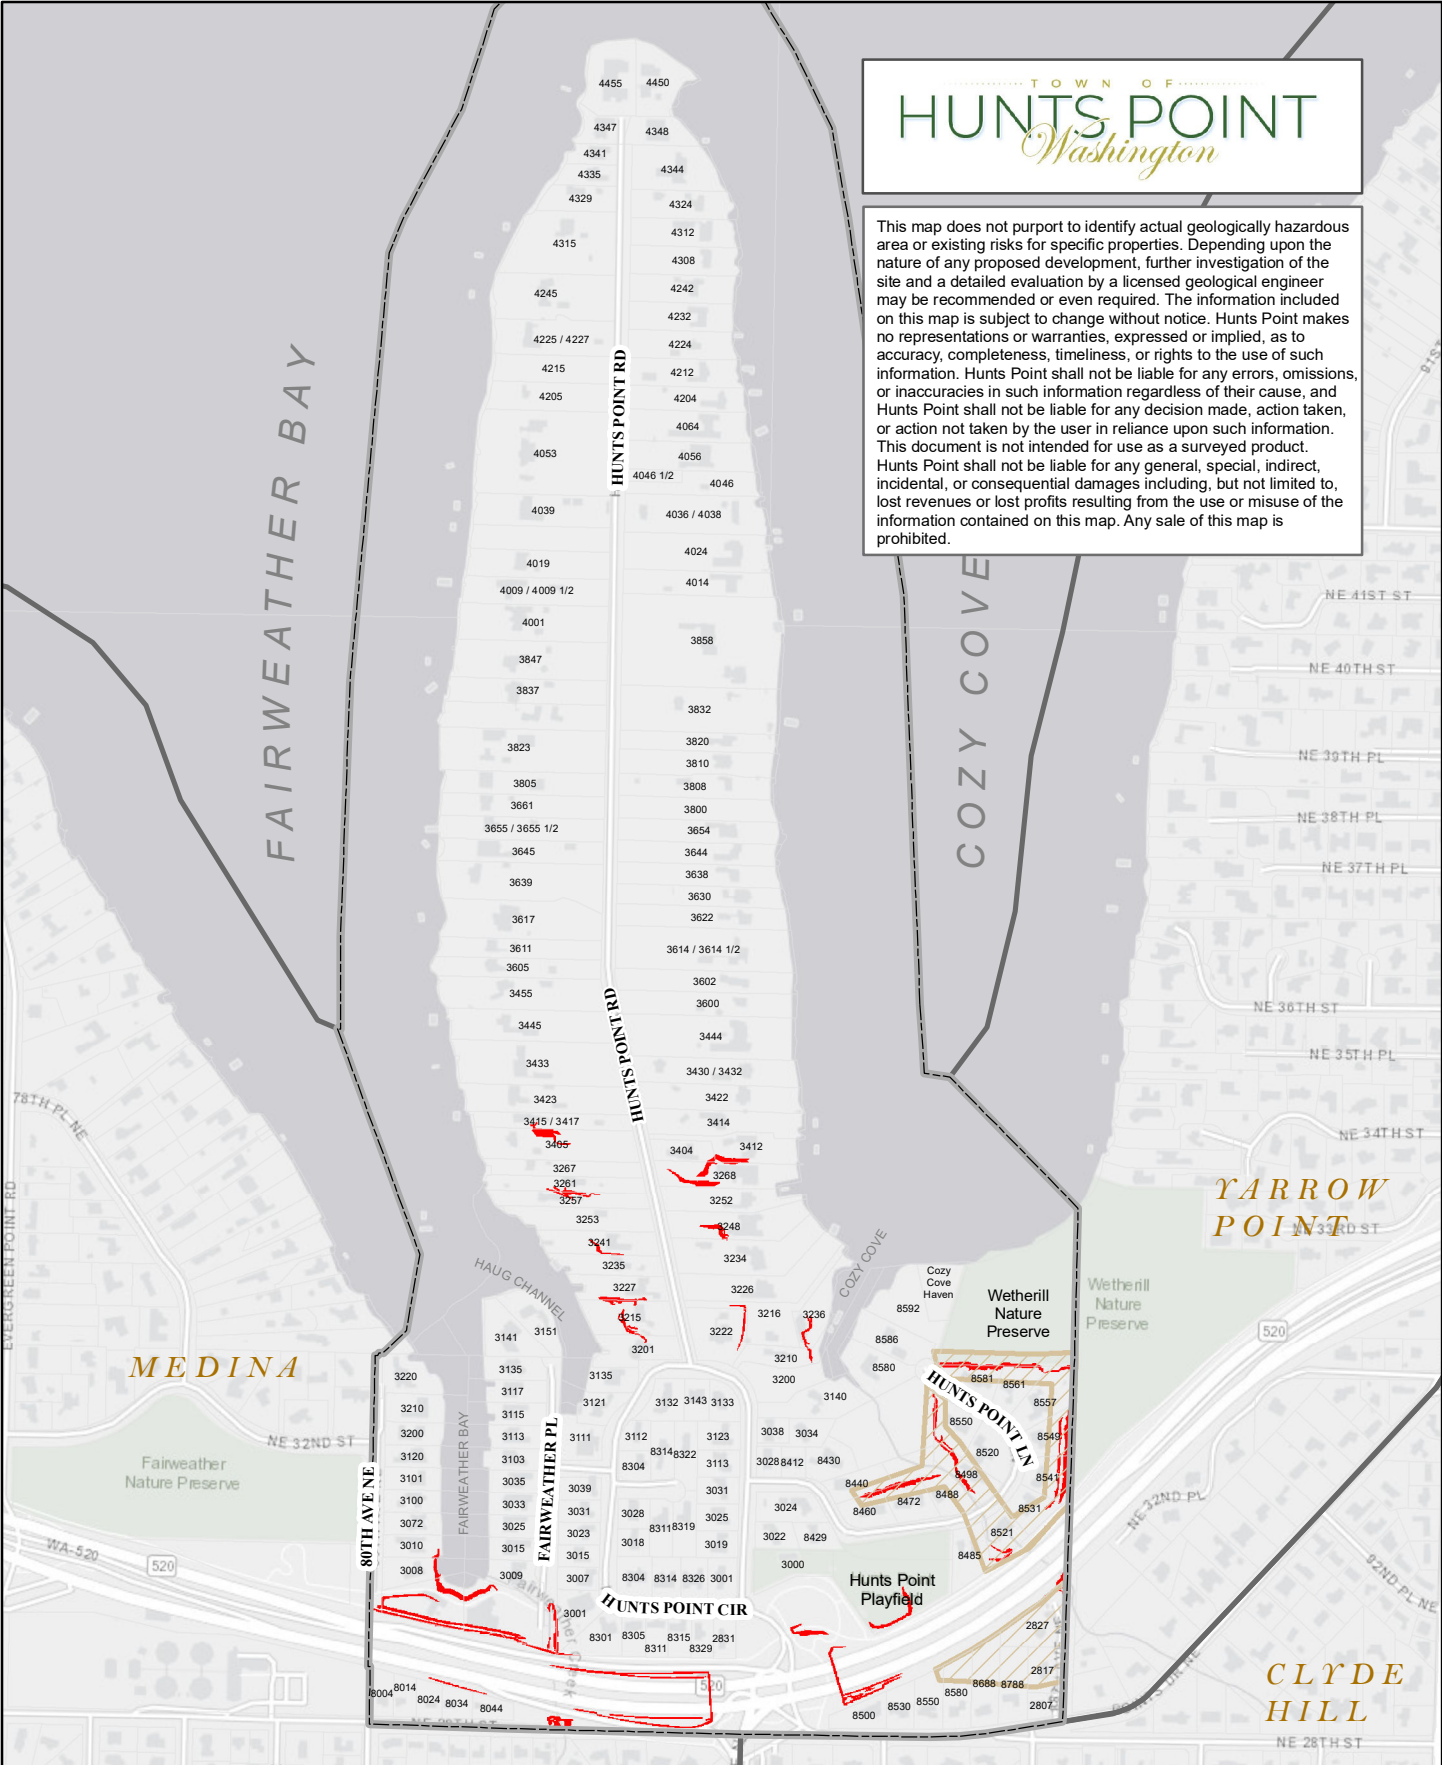 TOWN OF
HUNTS POINT
Washington
This map does not purport to identify actual geologically hazardous
area or existing risks for specific properties. Depending upon the
nature of any proposed development, further investigation of the
site and a detailed evaluation by a licensed geological engineer
may be recommended or even required. The information included
on this map is subject to change without notice. Hunts Point makes
no representations or warranties, expressed or implied, as to
accuracy, completeness, timeliness, or rights to the use of such
information. Hunts Point shall not be liable for any errors, omissions,
or inaccuracies in such information regardless of their cause, and
Hunts Point shall not be liable for any decision made, action taken,
or action not taken by the user in reliance upon such information.
This document is not intended for use as a surveyed product.
Hunts Point shall not be liable for any general, special, indirect,
incidental, or consequential damages including, but not limited to,
lost revenues or lost profits resulting from the use or misuse of the
information contained on this map. Any sale of this map is
prohibited.
4455 4450
4347 4348
4341
4335 4344
4329 4324
4312
4315
4308
4245 4242
4232
4225 / 4227 4224
4215 4212
4205 4204
4064
4053 4056
4046 1/2 4046
4039 4036 / 4038
4024
4019
4009 / 4009 1/2 4014
4001
3858
3847
3837
3832
3823 3820
3810
3805 3808
3661 3800
3655 / 3655 1/2 3654
3645 3644
3639 3638
3630
3617 3622
3611 3614 / 3614 1/2
3605
3455 3602
3600
3445 3444
3433 3430 / 3432
3423 3422
3415 / 3417 3414
3405 3404 3412
3267 3268
3261
3257 3252
3253 3248
3241
3235 3234
3227 3226
3215 3216 3236
3222
3201 3210
3200
HUNTS POINT RD
HUNTS POINT RD
FAIRWEATHER BAY
COZY COVE
HAUG CHANNEL
COZY COVE
Cozy
Cove
Haven
Wetherill
Nature
Preserve
Wetherill
Nature
Preserve
YARROW
POINT
MEDINA
CLYDE
HILL
NE 41ST ST
NE 40TH ST
NE 39TH PL
NE 38TH PL
NE 37TH PL
NE 36TH ST
NE 35TH PL
NE 34TH ST
NE 33RD ST
91ST
78TH PL NE
EVERGREEN POINT RD
NE 32ND ST
Fairweather
Nature Preserve
WA-520
520
520
520
80TH AVE NE
FAIRWEATHER BAY
FAIRWEATHER PL
HUNTS POINT CIR
HUNTS POINT LN
Hunts Point
Playfield
Fairweather Creek
NE 32ND PL
92ND PL NE
POINTS DR NE
NE 28TH ST
NE 28TH ST
3220
3210
3200
3120
3101
3100
3072
3010
3008
3141 3151
3135
3117
3115
3113
3103
3035
3033
3025
3015
3009
3135
3121
3111
3039
3031
3023
3015
3007
3001
3132 3143 3133
3112 3123
8314 8322
8304 3113
3031
3028 3025
8311 8319
3018 3019
8304 8314 8326 3001
8301 8305 8315 2831
8311 8329
3140
3038 3034
3028 8412 8430
3024
3022 8429
3000
8592
8586
8580
8581 8561
8557
8550
8549
8520
8498 8541
8440 8488
8472
8460 8531
8521
8485
2827
2817
8688 8788
8580
8550 2807
8530
8500
8004 8014
8024 8034
8044